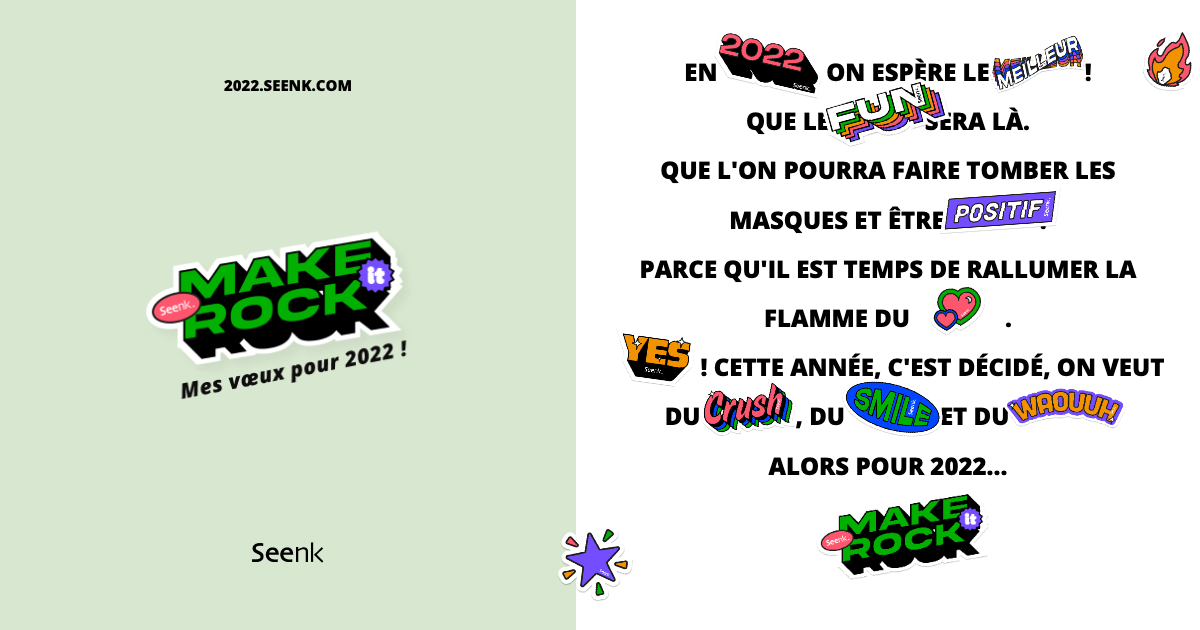 2022.SEENK.COM
MAKE it
ROCK
Seenk.
Mes vœux pour 2022 !
Seenk
EN 2022 ON ESPÈRE LE MEILLEUR !
QUE LE FUN SERA LÀ.
QUE L'ON POURRA FAIRE TOMBER LES
MASQUES ET ÊTRE POSITIF .
PARCE QU'IL EST TEMPS DE RALLUMER LA
FLAMME DU .
YES ! CETTE ANNÉE, C'EST DÉCIDÉ, ON VEUT
DU Crush , DU SMILE ET DU WAOUUH
ALORS POUR 2022...
MAKE it
Seenk. ROCK